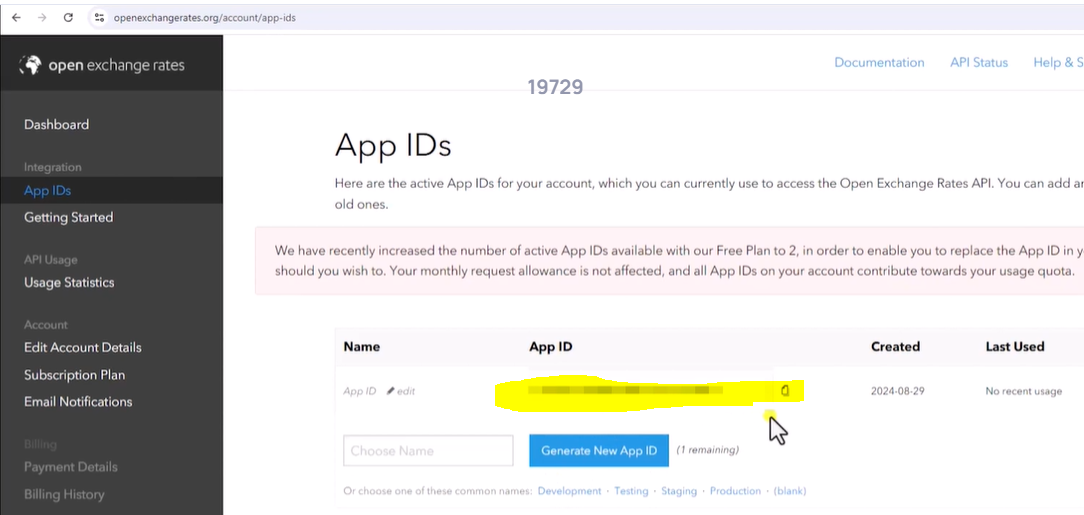 openexchangerates.org/account/app-ids
open exchange rates
Documentation
API Status
Help & S
19729
Dashboard
Integration
App IDs
Getting Started
API Usage
Usage Statistics
Account
Edit Account Details
Subscription Plan
Email Notifications
Billing
Payment Details
Billing History
App IDs
Here are the active App IDs for your account, which you can currently use to access the Open Exchange Rates API. You can add an
old ones.
We have recently increased the number of active App IDs available with our Free Plan to 2, in order to enable you to replace the App ID in y
should you wish to. Your monthly request allowance is not affected, and all App IDs on your account contribute towards your usage quota.
Name App ID Created Last Used
App ID edit 2024-08-29 No recent usage
Choose Name Generate New App ID (1 remaining)
Or choose one of these common names: Development · Testing · Staging · Production · (blank)